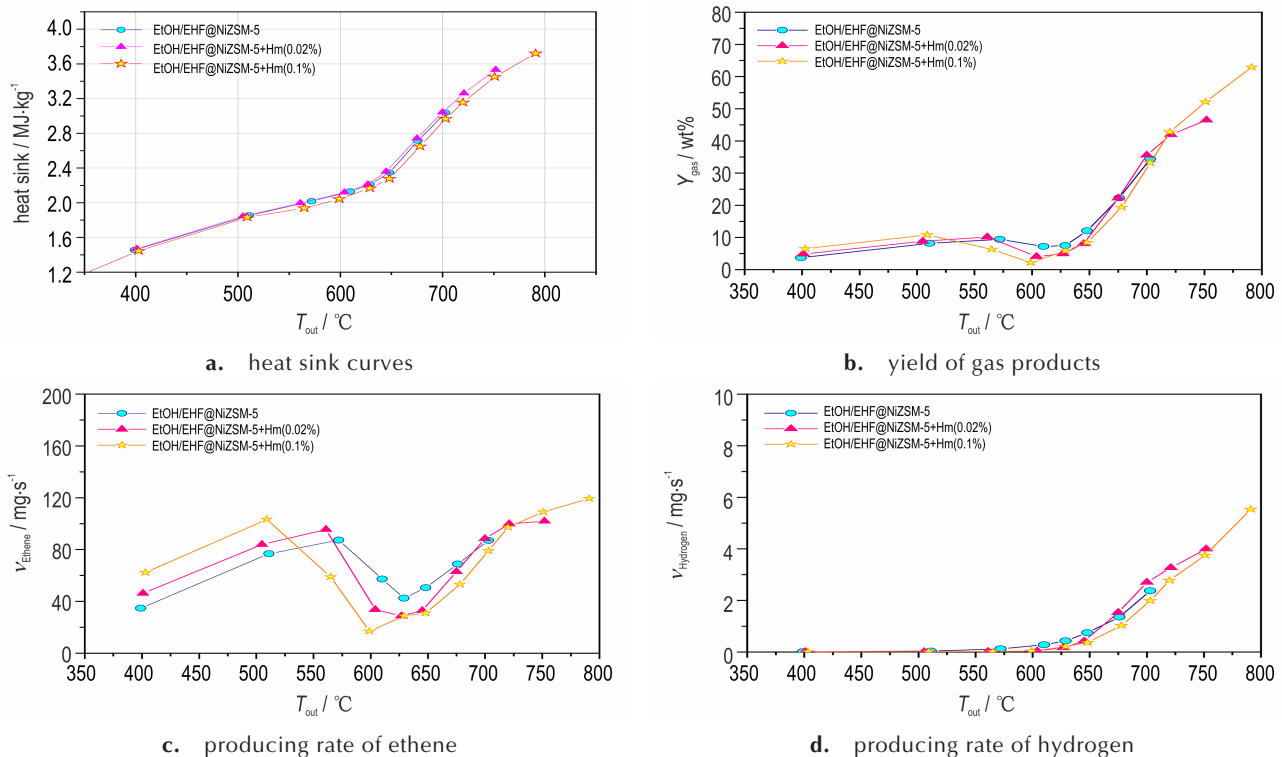 heat sink / MJ·kg⁻¹
4.0
3.6
3.2
2.8
2.4
2.0
1.6
1.2
EtOH/EHF@NiZSM-5
EtOH/EHF@NiZSM-5+Hm(0.02%)
EtOH/EHF@NiZSM-5+Hm(0.1%)
400 500 600 700 800
T_out / ℃
a. heat sink curves
Y_gas / wt%
80
70
60
50
40
30
20
10
0
EtOH/EHF@NiZSM-5
EtOH/EHF@NiZSM-5+Hm(0.02%)
EtOH/EHF@NiZSM-5+Hm(0.1%)
350 400 450 500 550 600 650 700 750 800
T_out / ℃
b. yield of gas products
ν_Ethene / mg·s⁻¹
200
160
120
80
40
0
EtOH/EHF@NiZSM-5
EtOH/EHF@NiZSM-5+Hm(0.02%)
EtOH/EHF@NiZSM-5+Hm(0.1%)
350 400 450 500 550 600 650 700 750 800
T_out / ℃
c. producing rate of ethene
ν_Hydrogen / mg·s⁻¹
10
8
6
4
2
0
EtOH/EHF@NiZSM-5
EtOH/EHF@NiZSM-5+Hm(0.02%)
EtOH/EHF@NiZSM-5+Hm(0.1%)
350 400 450 500 550 600 650 700 750 800
T_out / ℃
d. producing rate of hydrogen